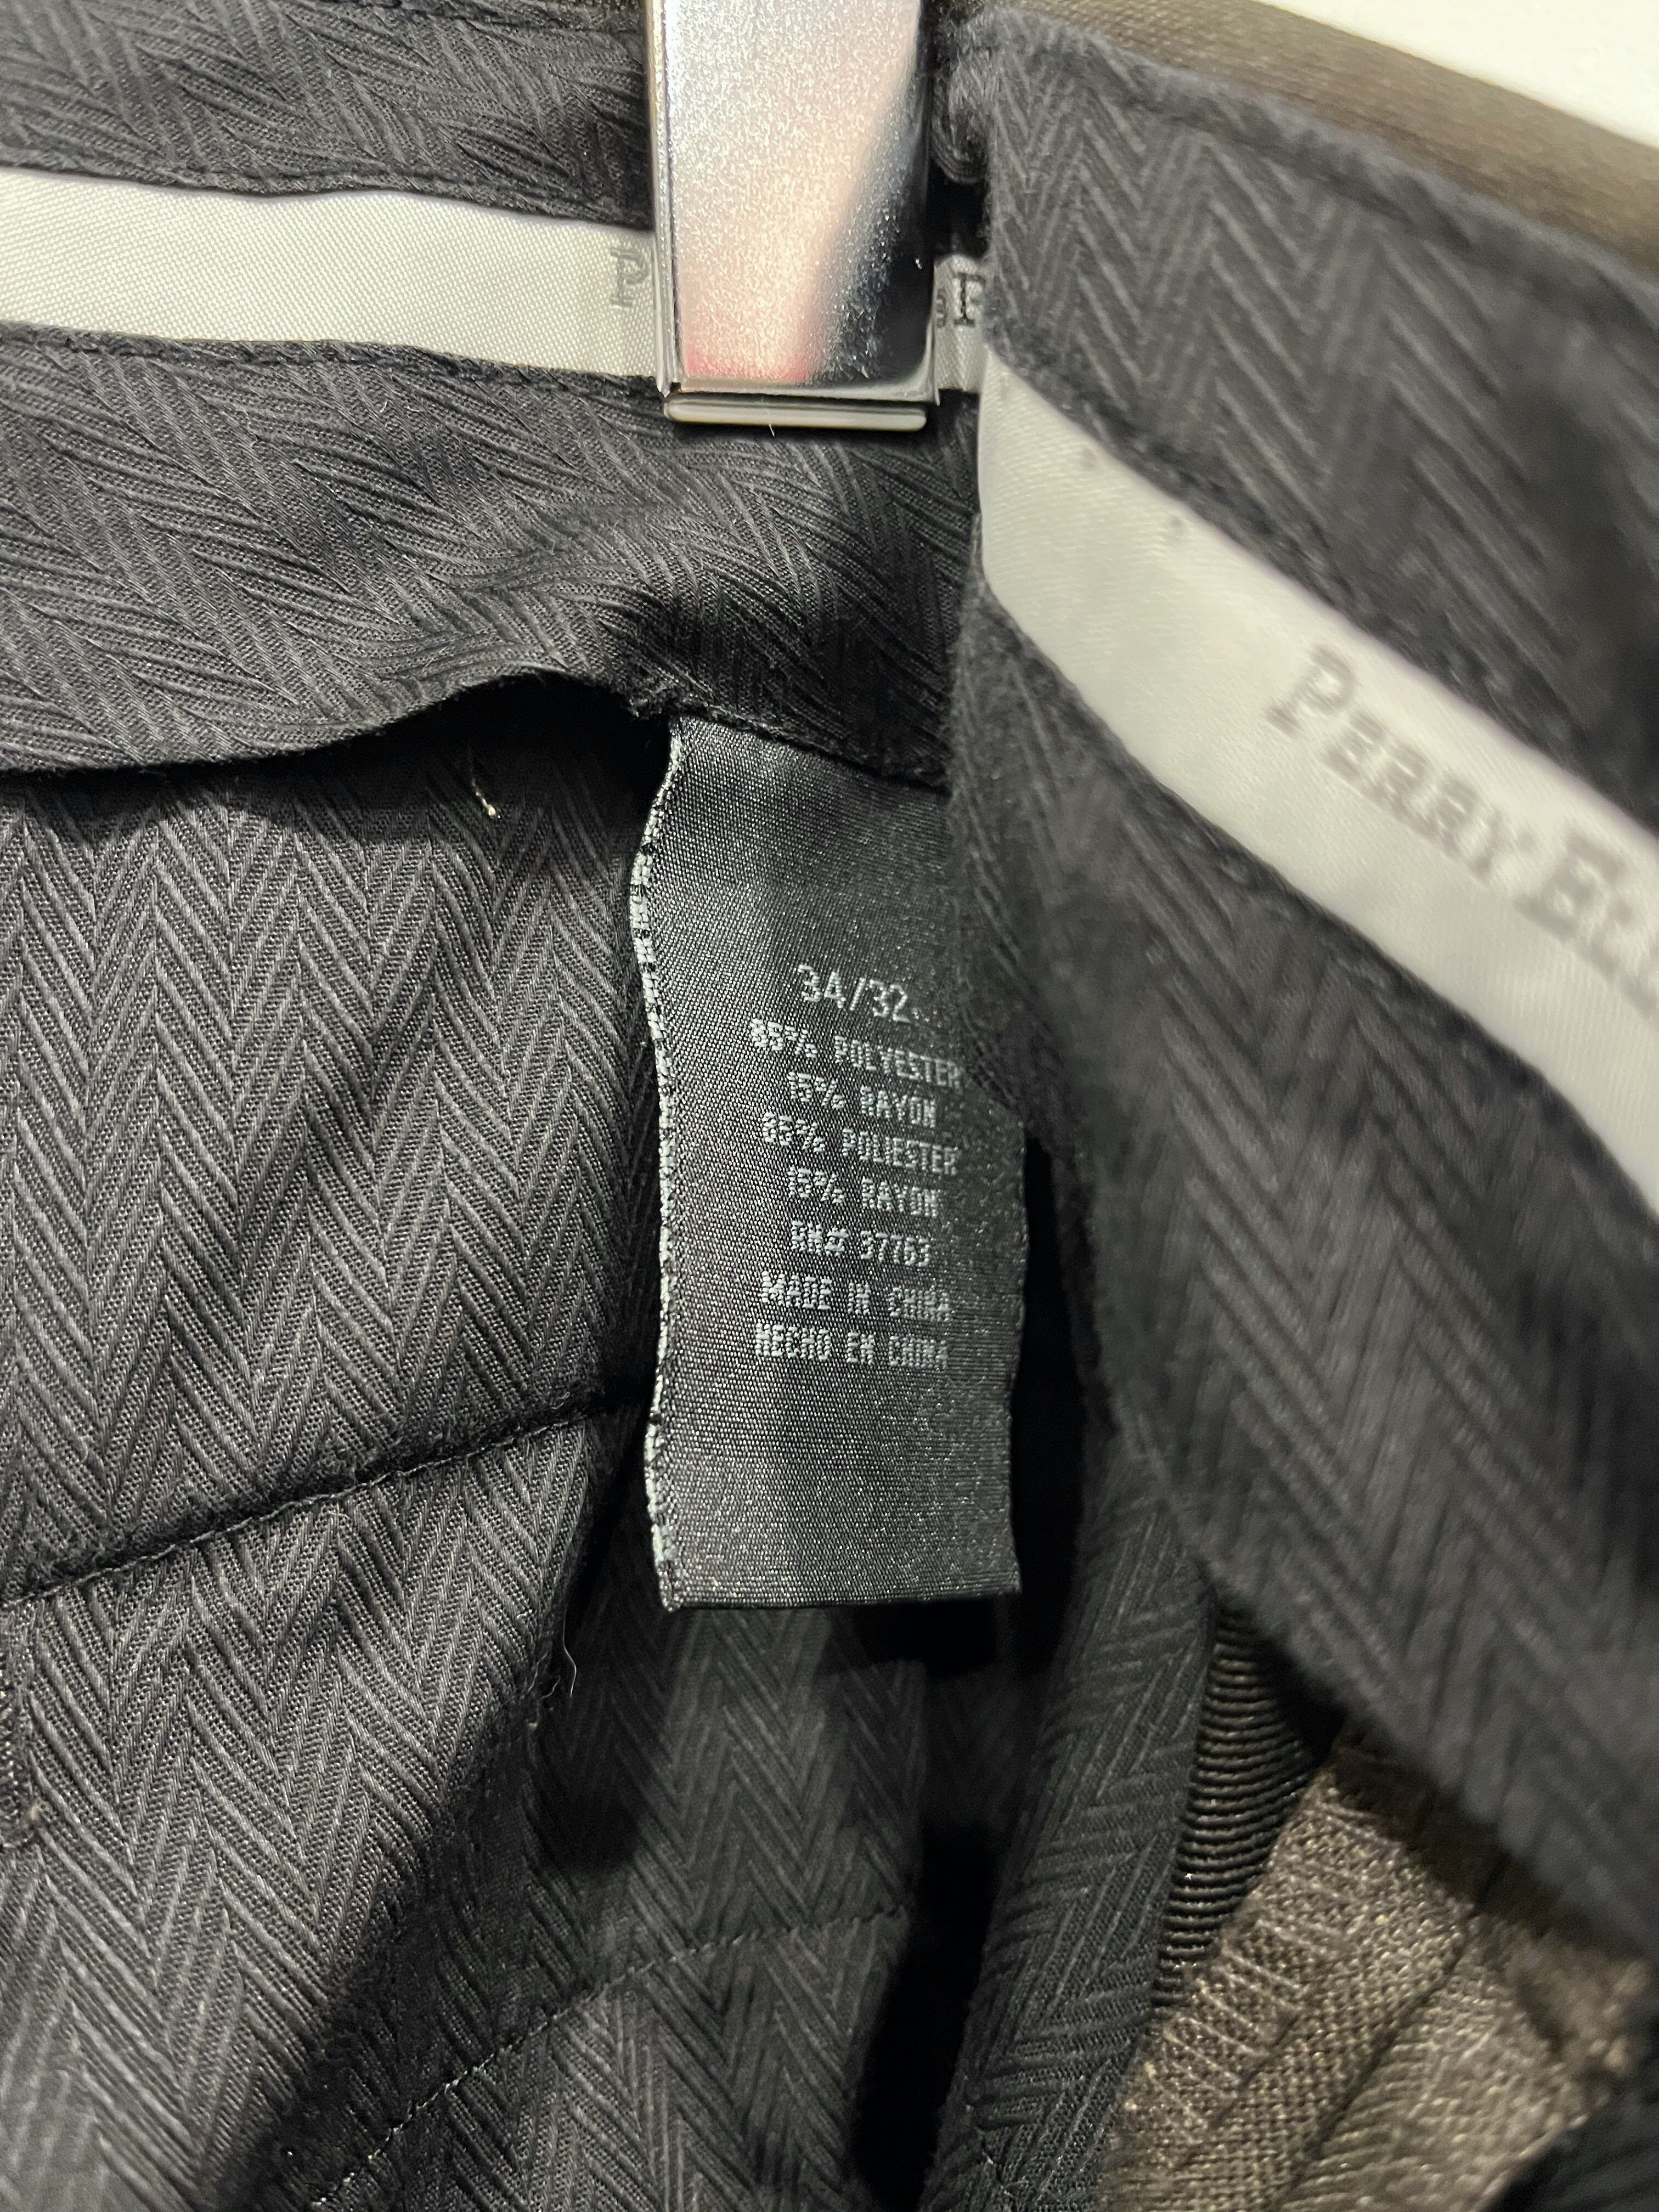 Perry Ell
34/32
85% POLYESTER
15% RAYON
85% POLIESTER
15% RAYON
RN# 37763
MADE IN CHINA
HECHO EN CHINA